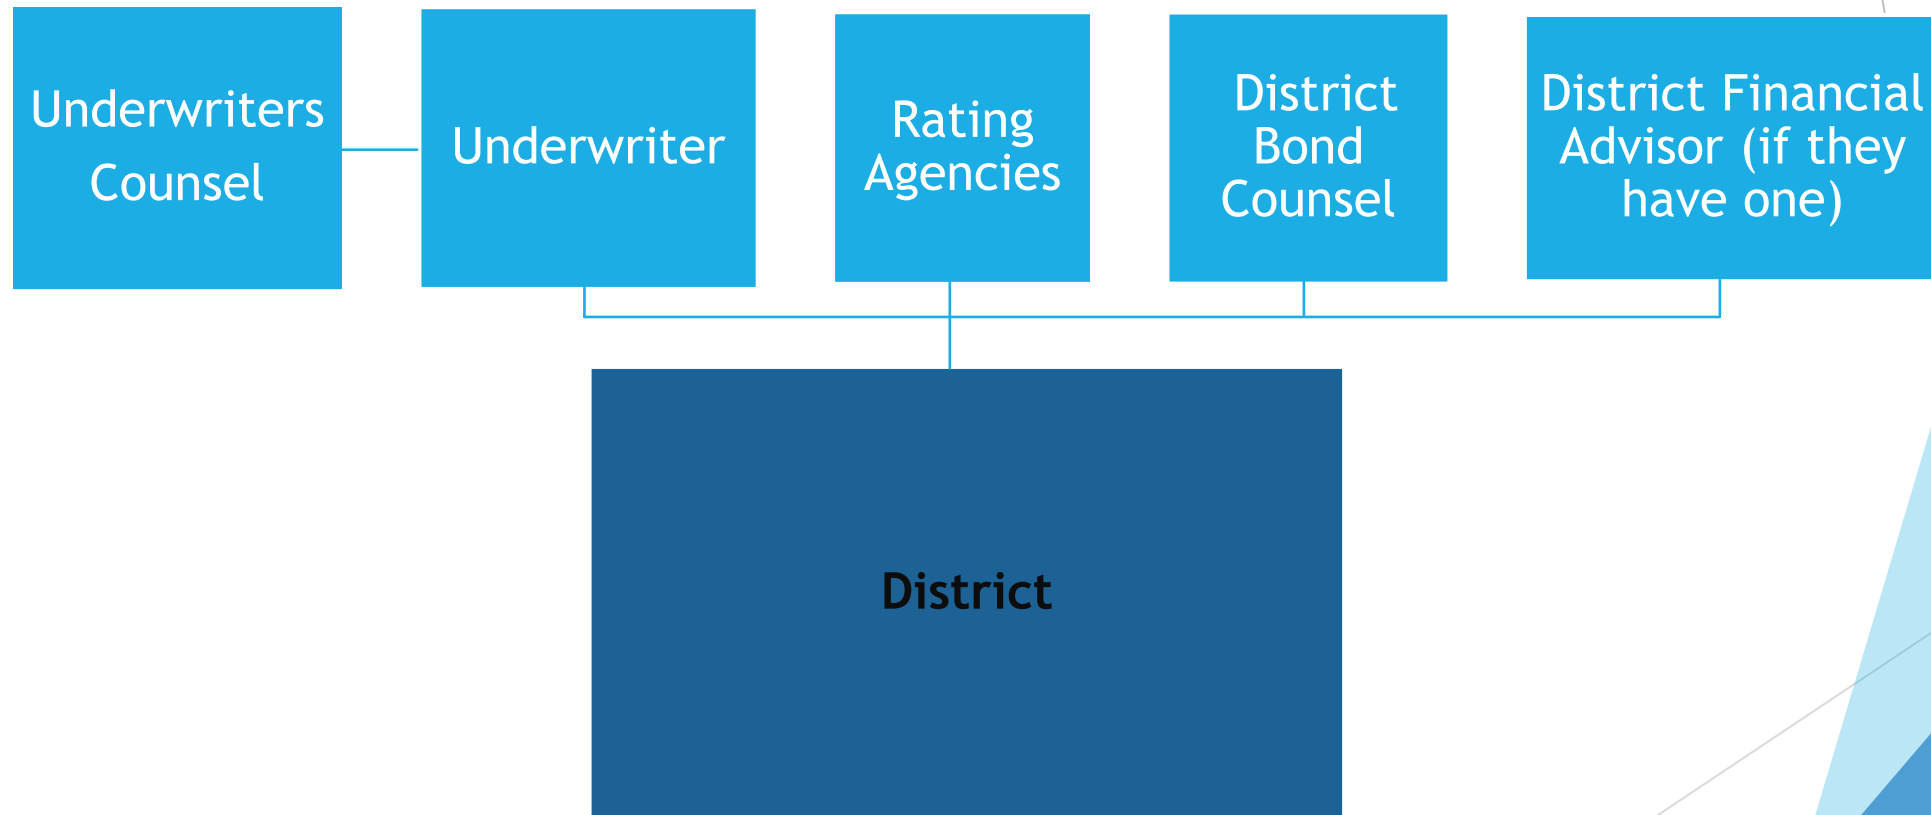 Underwriters
Counsel
Underwriter
Rating
Agencies
District
Bond
Counsel
District Financial
Advisor (if they
have one)
District